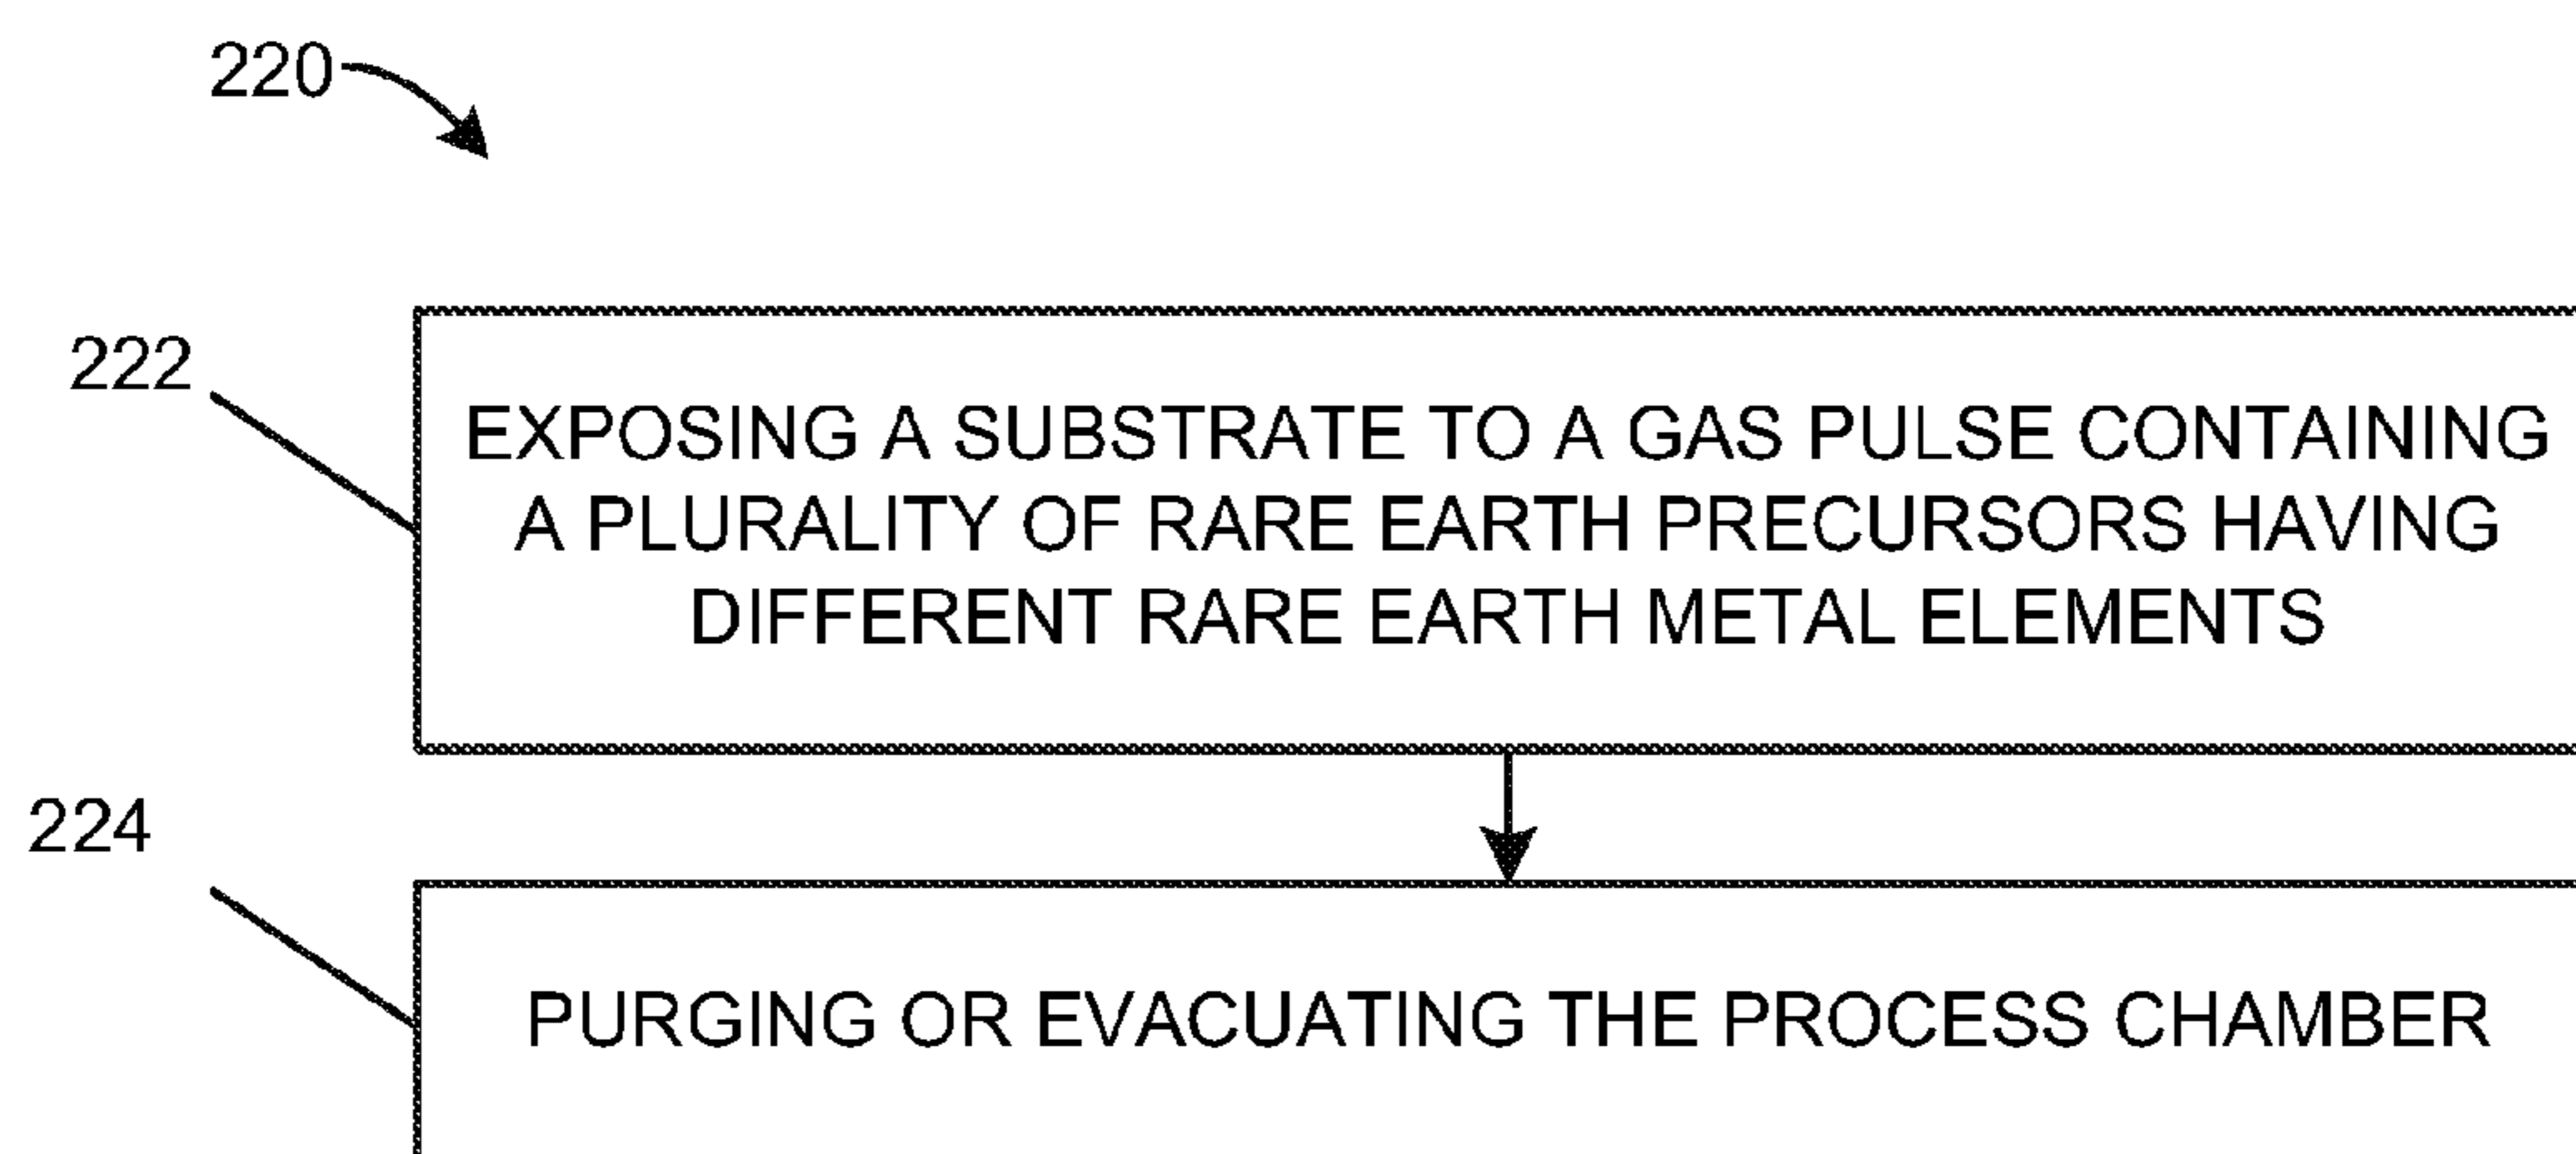 220
222
EXPOSING A SUBSTRATE TO A GAS PULSE CONTAINING
A PLURALITY OF RARE EARTH PRECURSORS HAVING
DIFFERENT RARE EARTH METAL ELEMENTS
224
PURGING OR EVACUATING THE PROCESS CHAMBER